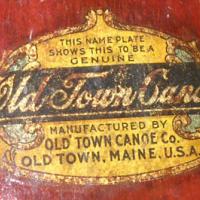 THIS NAME PLATE
SHOWS THIS TO BE A
GENUINE
Old Town Cano
MANUFACTURED BY
OLD TOWN CANOE CO.
OLD TOWN, MAINE. U.S.A.